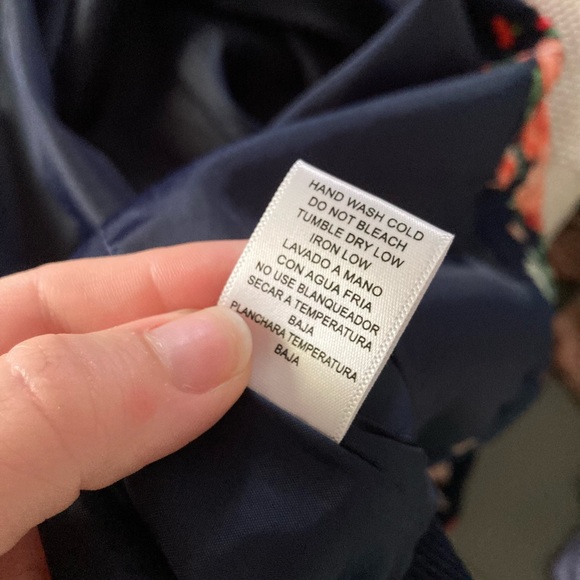 HAND WASH COLD
DO NOT BLEACH
TUMBLE DRY LOW
IRON LOW
LAVADO A MANO
CON AGUA FRIA
NO USE BLANQUEADOR
SECAR A TEMPERATURA
BAJA
PLANCHARA TEMPERATURA
BAJA